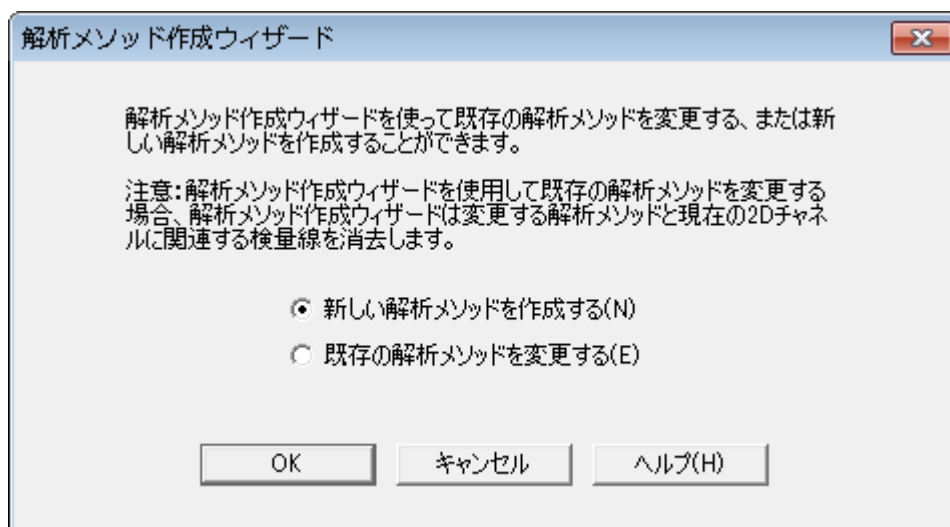 解析メソッド作成ウィザード
解析メソッド作成ウィザードを使って既存の解析メソッドを変更する、または新
しい解析メソッドを作成することができます。
注意：解析メソッド作成ウィザードを使用して既存の解析メソッドを変更する
場合、解析メソッド作成ウィザードは変更する解析メソッドと現在の2Dチャネ
ルに関連する検量線を消去します。
新しい解析メソッドを作成する(N)
既存の解析メソッドを変更する(E)
OK キャンセル ヘルプ(H)